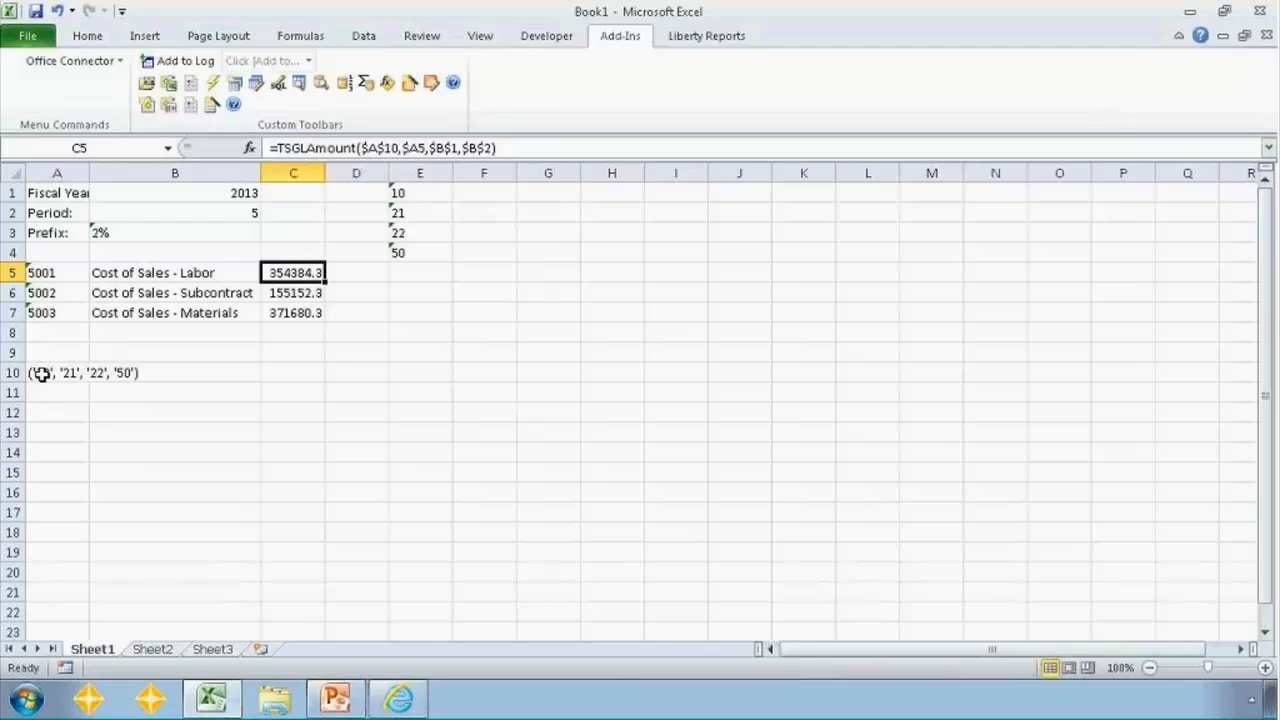 Book1 - Microsoft Excel
File Home Insert Page Layout Formulas Data Review View Developer Add-Ins Liberty Reports
Office Connector Add to Log Click [Add to...
Menu Commands Custom Toolbars
C5 fx =TSGLAmount($A$10,$A5,$B$1,$B$2)
A B C D E F G H I J K L M N O P Q R
1 Fiscal Year 2013 10
2 Period: 5 21
3 Prefix: 2% 22
4 50
5 5001 Cost of Sales - Labor 354384.3
6 5002 Cost of Sales - Subcontract 155152.3
7 5003 Cost of Sales - Materials 371680.3
8
9
10 , '21', '22', '50')
11
12
13
14
15
16
17
18
19
20
21
22
23
Sheet1 Sheet2 Sheet3
Ready 100%